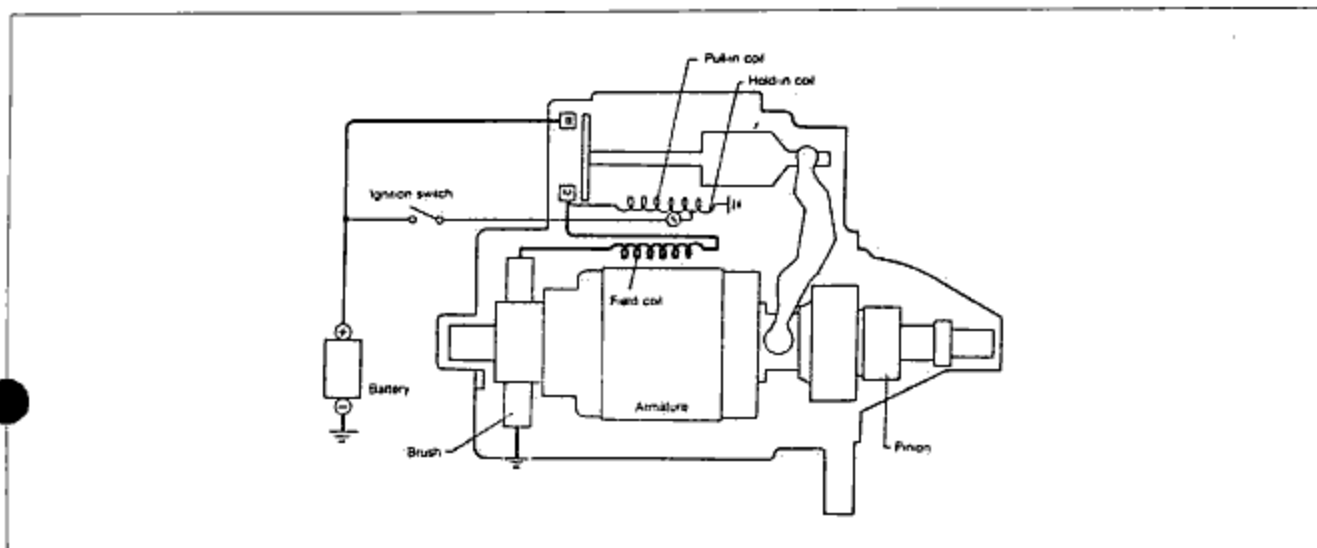 Pull-in coil
Hold-in coil
B
Ignition switch
S
Field coil
Battery
Armature
Brush
Pinion